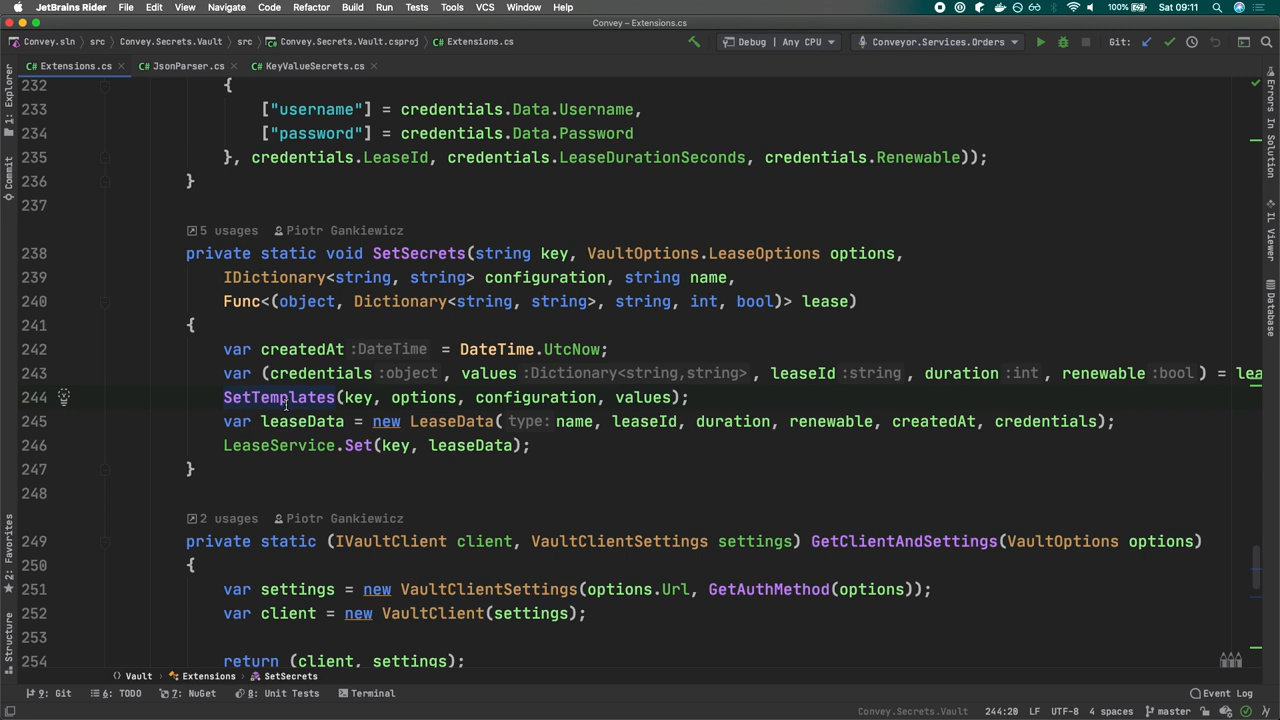 JetBrains Rider File Edit View Navigate Code Refactor Build Run Tests Tools VCS Window Help 100% Sat 09:11
Convey – Extensions.cs
Convey.sln src Convey.Secrets.Vault src Convey.Secrets.Vault.csproj Extensions.cs Debug | Any CPU Conveyor.Services.Orders Git:
C# Extensions.cs C# JsonParser.cs C# KeyValueSecrets.cs
1: Explorer
Commit
2: Favorites
Structure
Errors In Solution
IL Viewer
Database
232 {
233 ["username"] = credentials.Data.Username,
234 ["password"] = credentials.Data.Password
235 }, credentials.LeaseId, credentials.LeaseDurationSeconds, credentials.Renewable));
236 }
237
5 usages Piotr Gankiewicz
238 private static void SetSecrets(string key, VaultOptions.LeaseOptions options,
239 IDictionary<string, string> configuration, string name,
240 Func<(object, Dictionary<string, string>, string, int, bool)> lease)
241 {
242 var createdAt :DateTime = DateTime.UtcNow;
243 var (credentials :object, values :Dictionary<string,string>, leaseId :string, duration :int, renewable :bool) = lea
244 SetTemplates(key, options, configuration, values);
245 var leaseData = new LeaseData( type: name, leaseId, duration, renewable, createdAt, credentials);
246 LeaseService.Set(key, leaseData);
247 }
248
2 usages Piotr Gankiewicz
249 private static (IVaultClient client, VaultClientSettings settings) GetClientAndSettings(VaultOptions options)
250 {
251 var settings = new VaultClientSettings(options.Url, GetAuthMethod(options));
252 var client = new VaultClient(settings);
253
254 return (client, settings);
Vault Extensions SetSecrets
9: Git 6: TODO 7: NuGet 8: Unit Tests Terminal Event Log
Convey.Secrets.Vault 244:20 LF UTF-8 4 spaces master